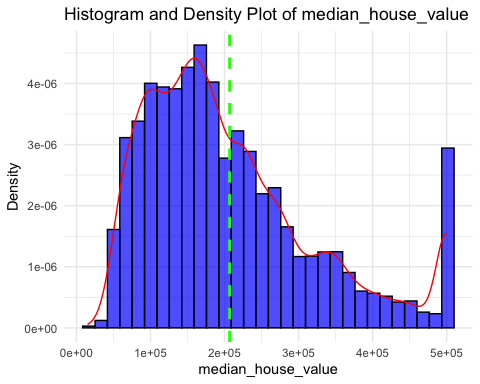 Histogram and Density Plot of median_house_value
Density
4e-06
3e-06
2e-06
1e-06
0e+00
0e+00 1e+05 2e+05 3e+05 4e+05 5e+05
median_house_value